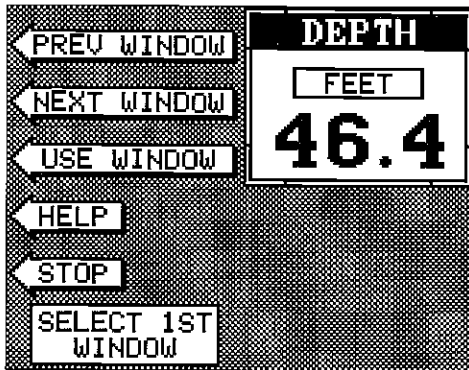 PREV WINDOW
NEXT WINDOW
USE WINDOW
HELP
STOP
SELECT 1ST
WINDOW
DEPTH
FEET
46.4